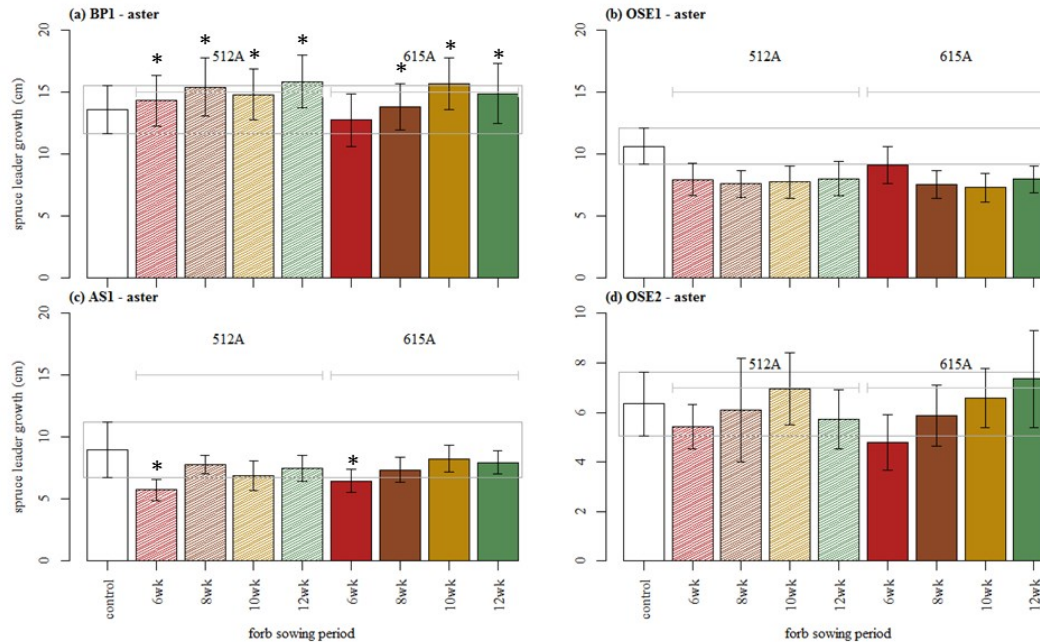 (a) BP1 - aster
spruce leader growth (cm)
20
15
10
5
0
512A
615A
* * * * * * *
(b) OSE1 - aster
20
15
10
5
0
512A
615A
(c) AS1 - aster
spruce leader growth (cm)
20
15
10
5
0
512A
615A
* *
control
6wk
8wk
10wk
12wk
6wk
8wk
10wk
12wk
forb sowing period
(d) OSE2 - aster
10
8
6
4
2
0
512A
615A
control
6wk
8wk
10wk
12wk
6wk
8wk
10wk
12wk
forb sowing period